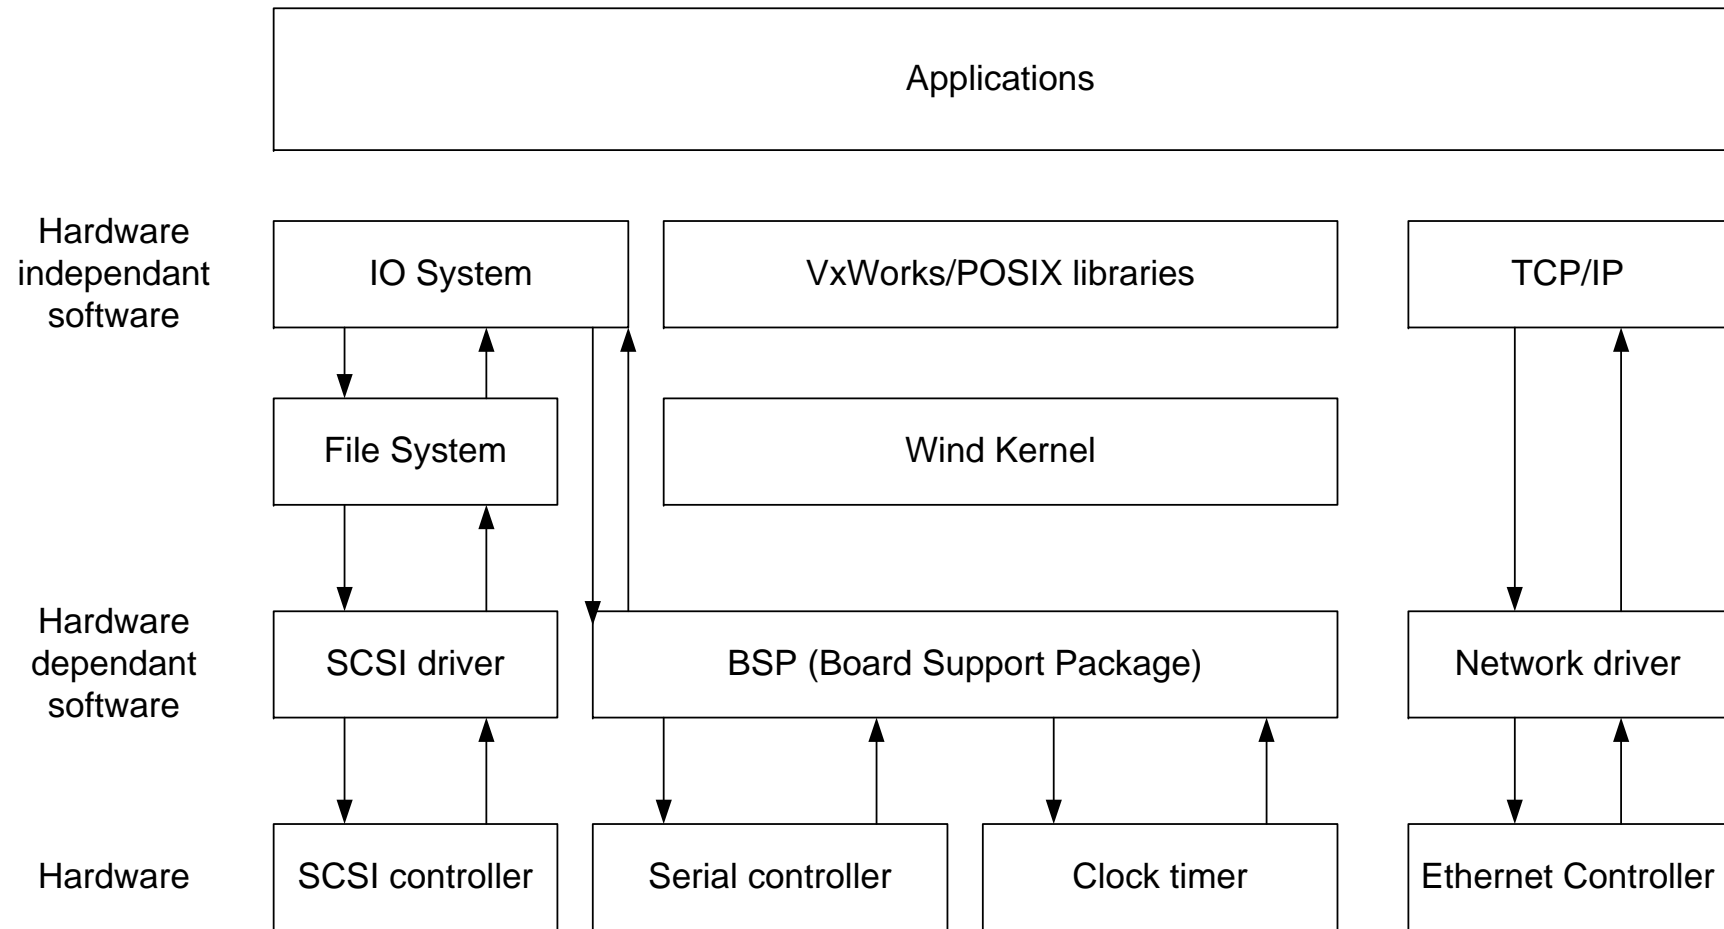 Applications
Hardware
independant
software
IO System
VxWorks/POSIX libraries
TCP/IP
File System
Wind Kernel
Hardware
dependant
software
SCSI driver
BSP (Board Support Package)
Network driver
Hardware
SCSI controller
Serial controller
Clock timer
Ethernet Controller